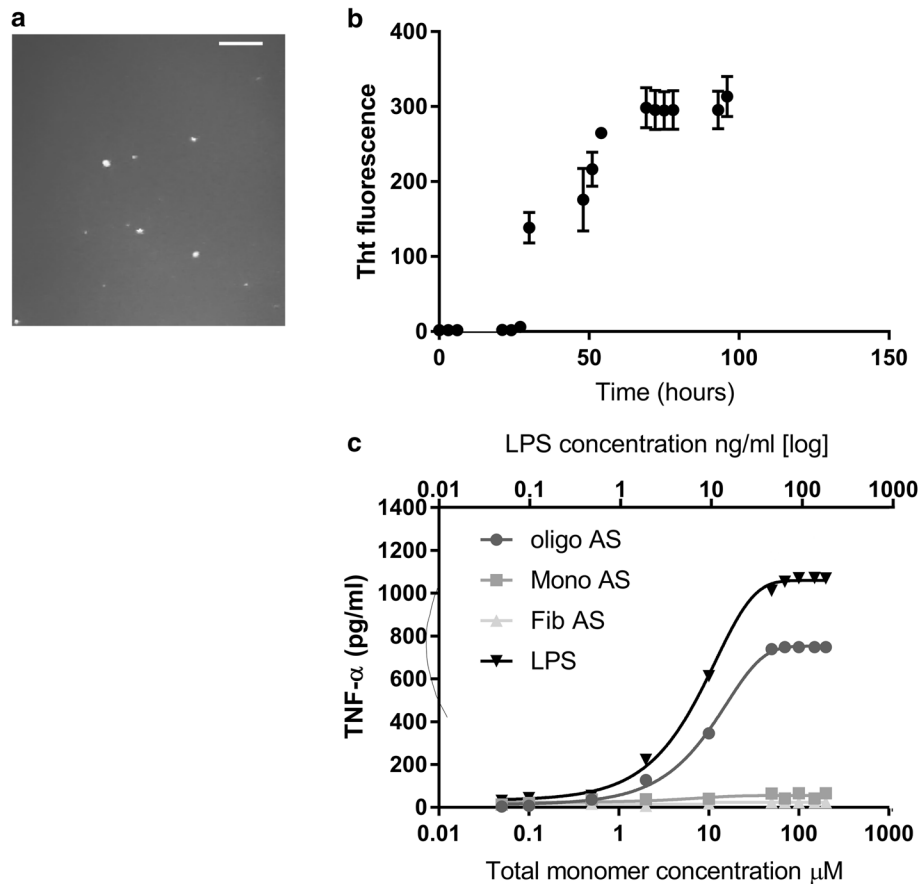 a
b
400
300
200
100
0
Tht fluorescence
0 50 100 150
Time (hours)
c
LPS concentration ng/ml [log]
0.01 0.1 1 10 100 1000
1400
1200
1000
800
600
400
200
0
TNF-α (pg/ml)
oligo AS
Mono AS
Fib AS
LPS
0.01 0.1 1 10 100 1000
Total monomer concentration μM